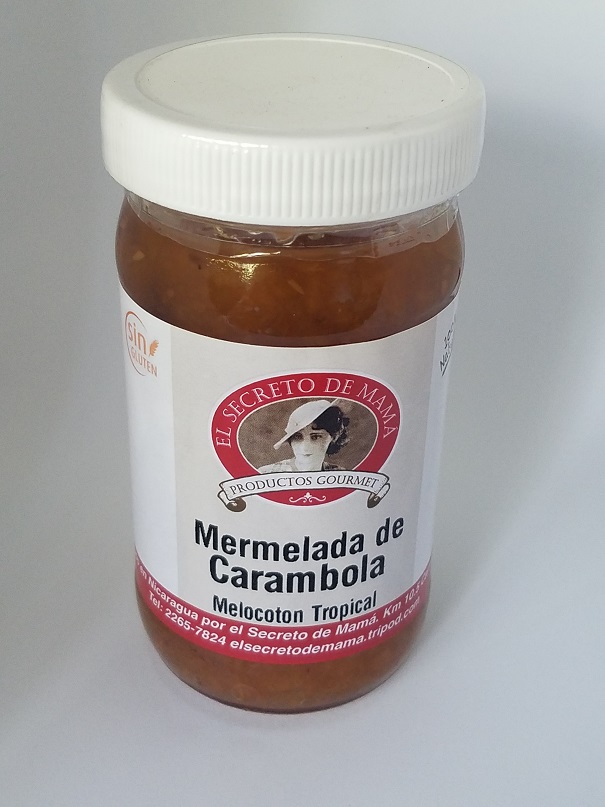 sin
GLUTEN
EL SECRETO DE MAMÁ
PRODUCTOS GOURMET
Mermelada de
Carambola
Melocoton Tropical
en Nicaragua por el Secreto de Mamá. Km 10.5
Tel: 2265-7824 elsecretodemama.tripod.com